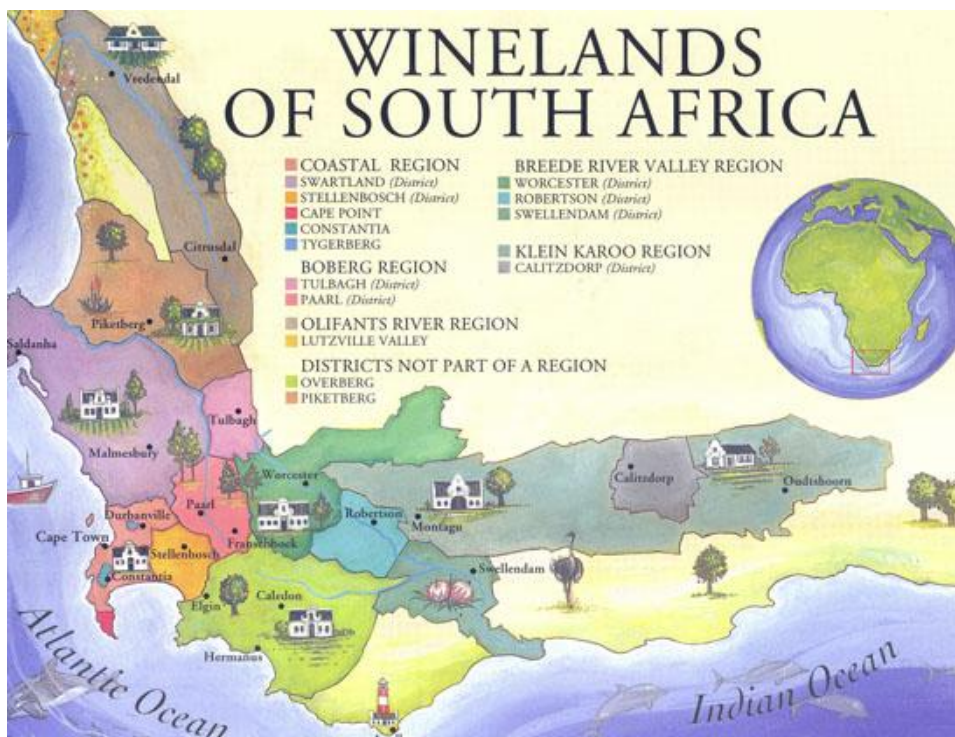 WINELANDS
OF SOUTH AFRICA
COASTAL REGION
SWARTLAND (District)
STELLENBOSCH (District)
CAPE POINT
CONSTANTIA
TYGERBERG
BOBERG REGION
TULBAGH (District)
PAARL (District)
OLIFANTS RIVER REGION
LUTZVILLE VALLEY
DISTRICTS NOT PART OF A REGION
OVERBERG
PIKETBERG
BREEDE RIVER VALLEY REGION
WORCESTER (District)
ROBERTSON (District)
SWELLENDAM (District)
KLEIN KAROO REGION
CALITZDORP (District)
Vredendal
Citrusdal
Piketberg
Saldanha
Tulbagh
Malmesbury
Worcester
Calitzdorp
Oudtshoorn
Paarl
Durbanville
Robertson
Montagu
Cape Town
Franschhoek
Stellenbosch
Constantia
Swellendam
Elgin
Caledon
Hermanus
Atlantic Ocean
Indian Ocean